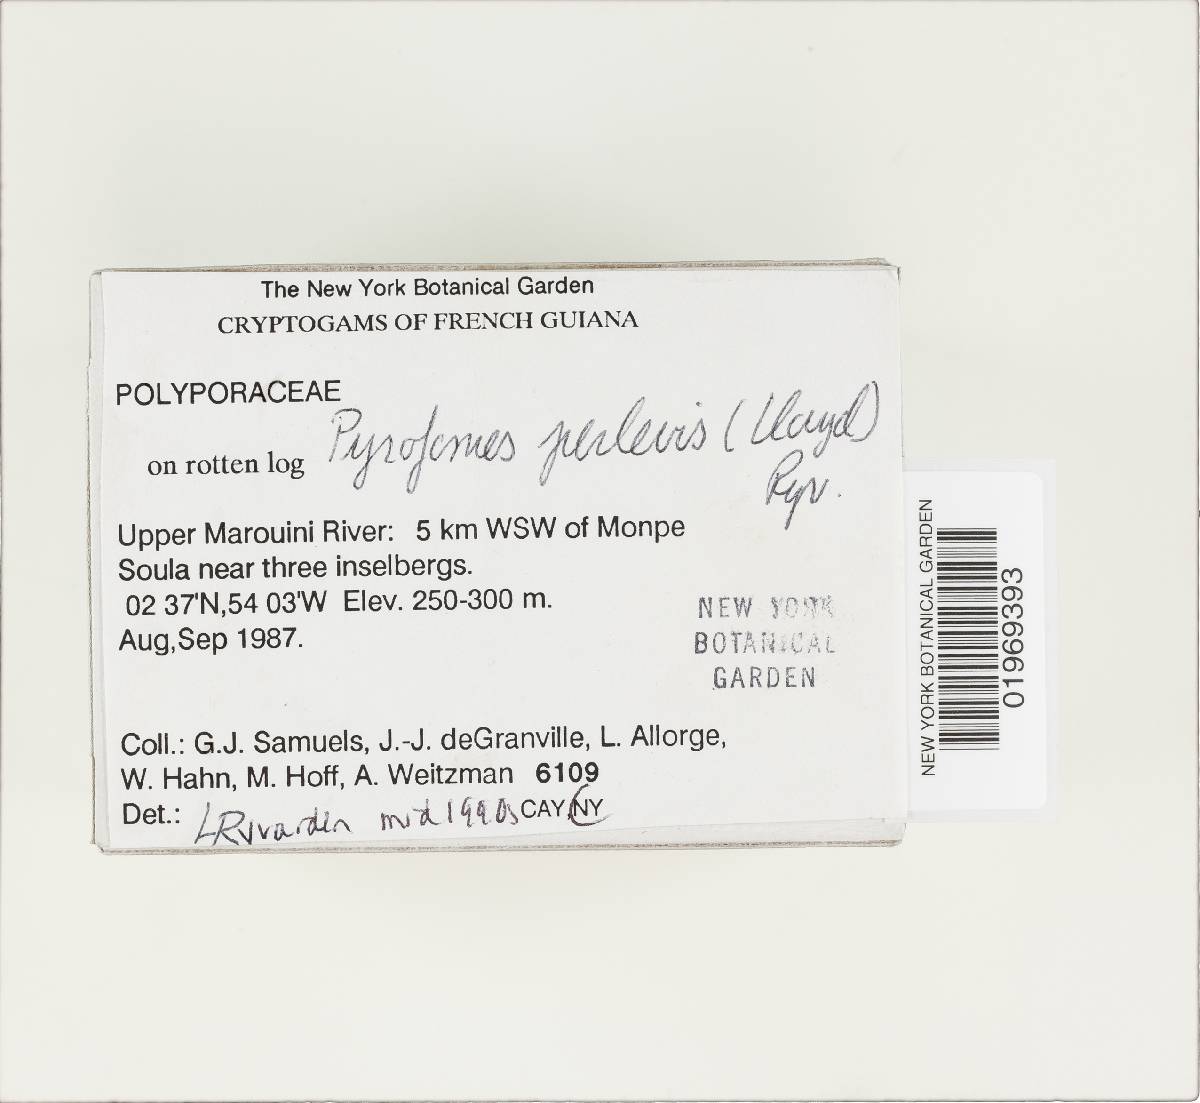 The New York Botanical Garden
CRYPTOGAMS OF FRENCH GUIANA
POLYPORACEAE
Pyrofomes perlevis (Lloyd)
Ryv.
on rotten log
Upper Marouini River: 5 km WSW of Monpe
Soula near three inselbergs.
02 37'N,54 03'W Elev. 250-300 m.
Aug,Sep 1987.
NEW YORK
BOTANICAL
GARDEN
Coll.: G.J. Samuels, J.-J. deGranville, L. Allorge,
W. Hahn, M. Hoff, A. Weitzman 6109
Det.: LRyvarden mid 1990s CAY, NY
NEW YORK BOTANICAL GARDEN
01969393